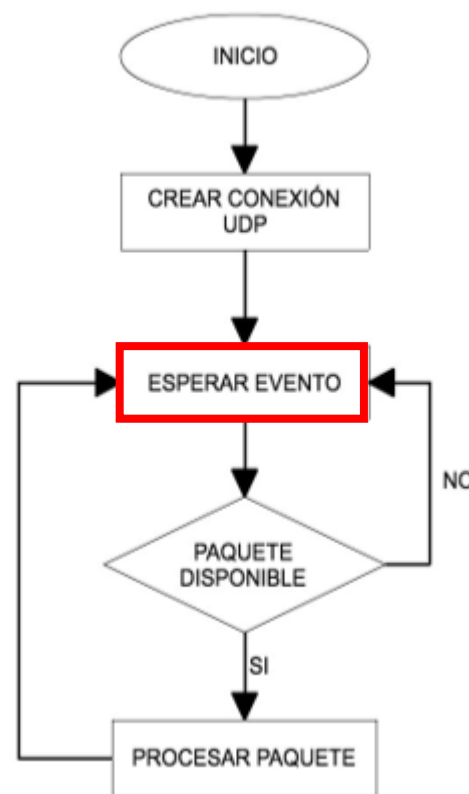 INICIO
CREAR CONEXIÓN
UDP
ESPERAR EVENTO
NO
PAQUETE
DISPONIBLE
SI
PROCESAR PAQUETE